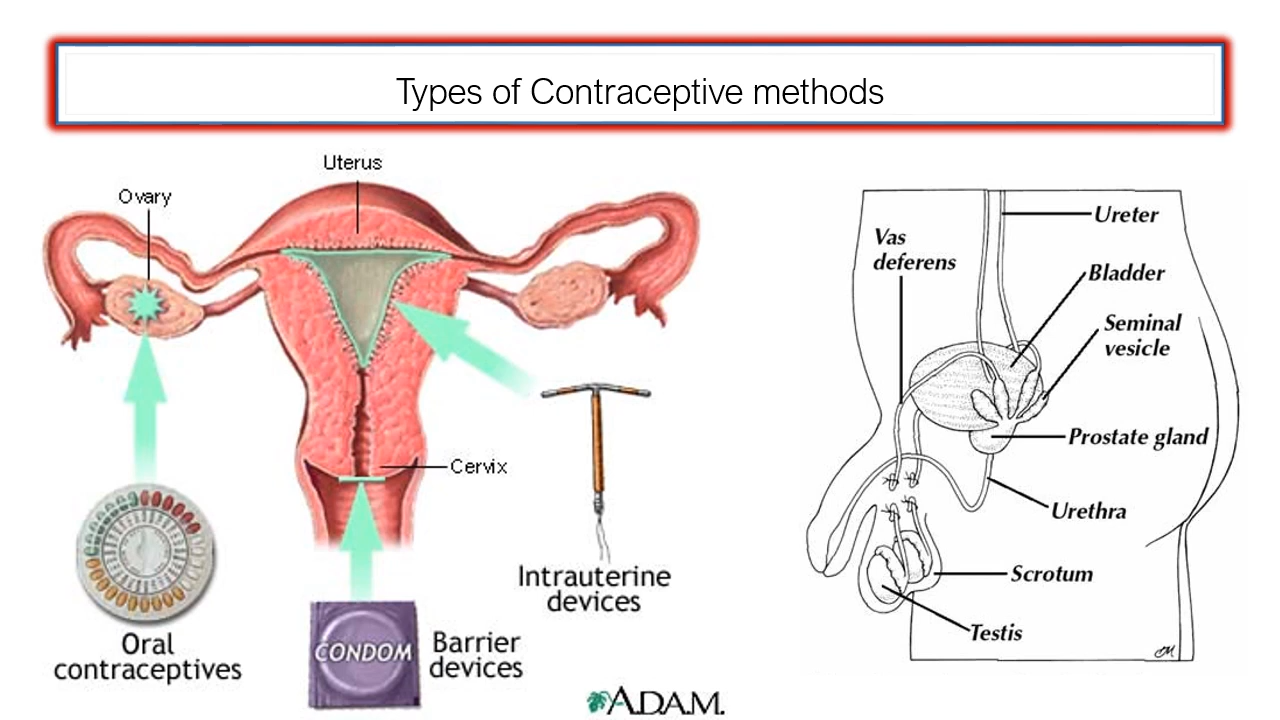 Types of Contraceptive methods
Uterus
Ovary
Cervix
Intrauterine
devices
Oral
contraceptives
CONDOM
Barrier
devices
A.D.A.M.
Ureter
Vas
deferens
Bladder
Seminal
vesicle
Prostate gland
Urethra
Scrotum
Testis